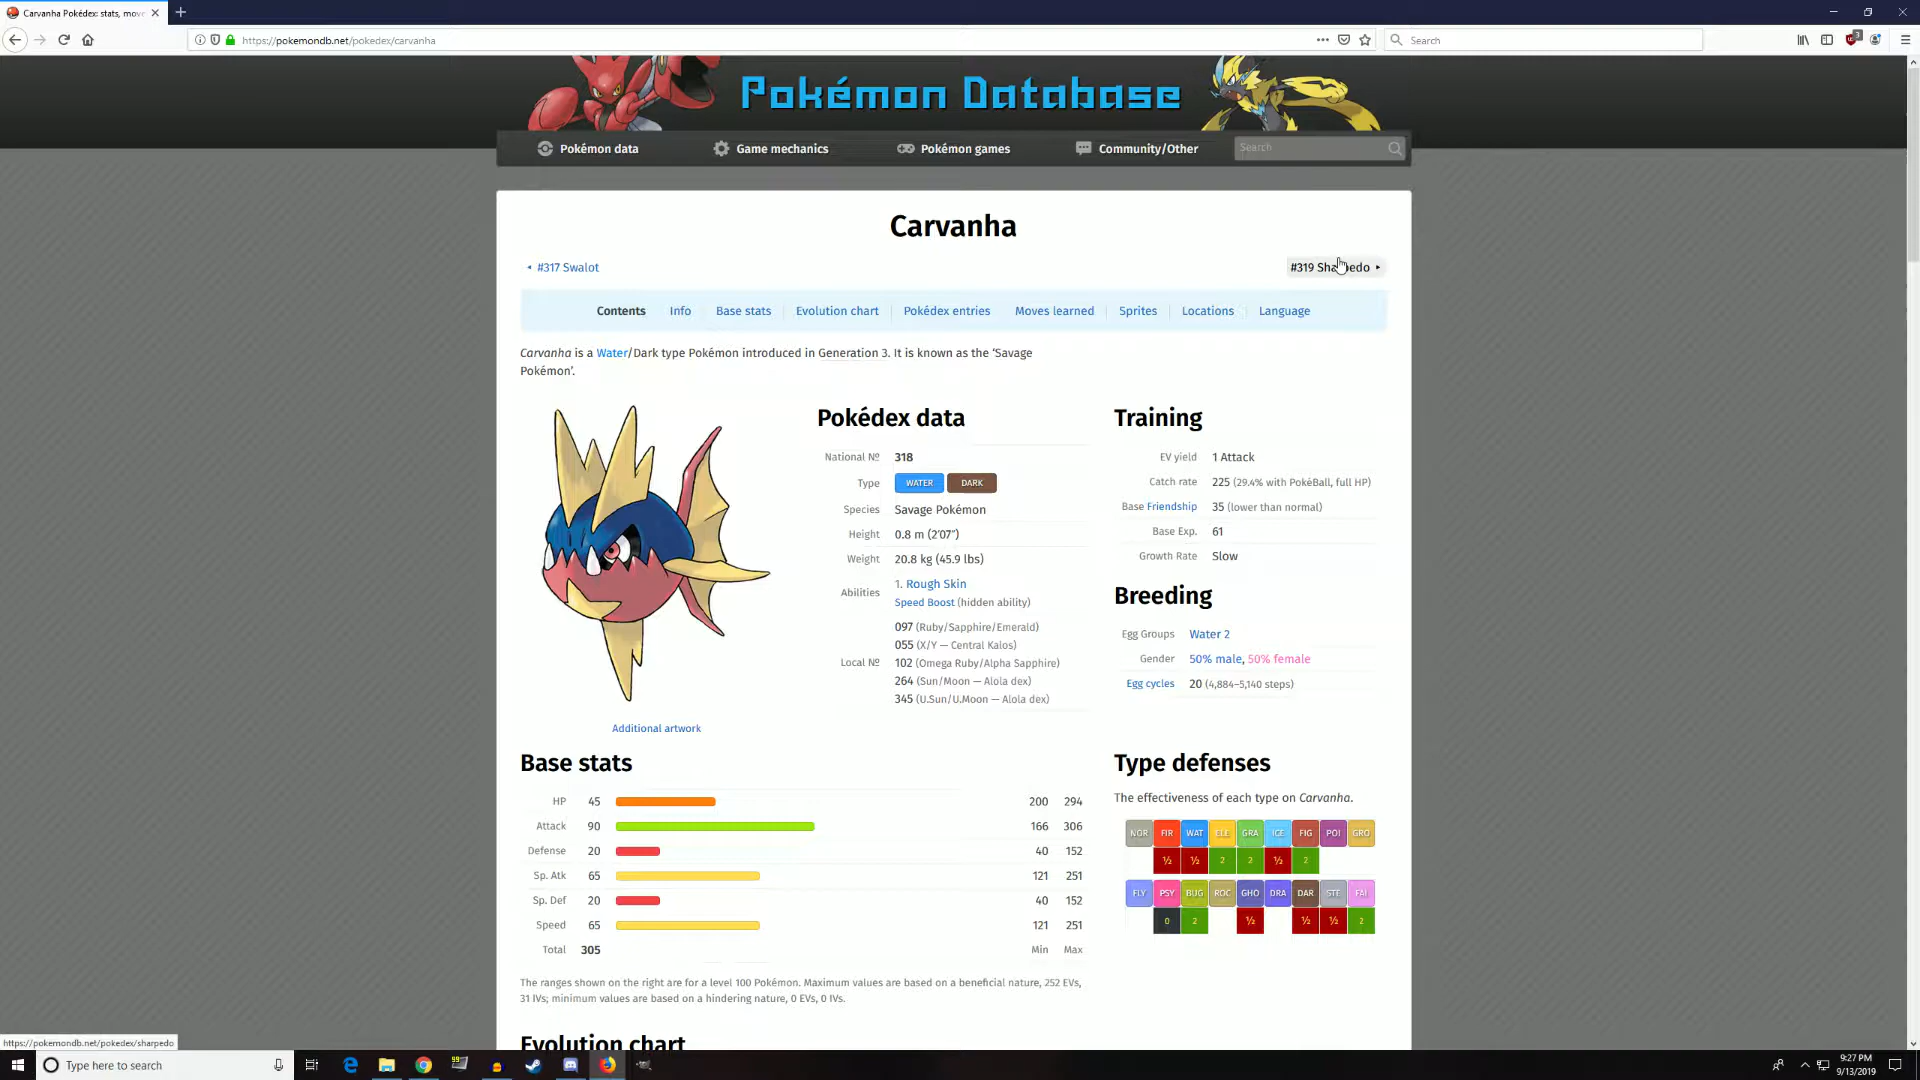 Carvanha Pokédex: stats, mov
https://pokemondb.net/pokedex/carvanha
Search
Pokémon Database
Pokémon data
Game mechanics
Pokémon games
Community/Other
Search
Carvanha
#317 Swalot
#319 Sharpedo
Contents Info Base stats Evolution chart Pokédex entries Moves learned Sprites Locations Language
Carvanha is a Water/Dark type Pokémon introduced in Generation 3. It is known as the ‘Savage
Pokémon’.
Additional artwork
Pokédex data
National № 318
Type WATER DARK
Species Savage Pokémon
Height 0.8 m (2′07″)
Weight 20.8 kg (45.9 lbs)
Abilities 1. Rough Skin
Speed Boost (hidden ability)
Local № 097 (Ruby/Sapphire/Emerald)
055 (X/Y — Central Kalos)
102 (Omega Ruby/Alpha Sapphire)
264 (Sun/Moon — Alola dex)
345 (U.Sun/U.Moon — Alola dex)
Training
EV yield 1 Attack
Catch rate 225 (29.4% with PokéBall, full HP)
Base Friendship 35 (lower than normal)
Base Exp. 61
Growth Rate Slow
Breeding
Egg Groups Water 2
Gender 50% male, 50% female
Egg cycles 20 (4,884–5,140 steps)
Base stats
HP 45 200 294
Attack 90 166 306
Defense 20 40 152
Sp. Atk 65 121 251
Sp. Def 20 40 152
Speed 65 121 251
Total 305 Min Max
The ranges shown on the right are for a level 100 Pokémon. Maximum values are based on a beneficial nature, 252 EVs,
31 IVs; minimum values are based on a hindering nature, 0 EVs, 0 IVs.
Type defenses
The effectiveness of each type on Carvanha.
NOR FIR WAT ELE GRA ICE FIG POI GRO
½ ½ 2 2 ½ 2
FLY PSY BUG ROC GHO DRA DAR STE FAI
0 2 ½ ½ ½ 2
Evolution chart
https://pokemondb.net/pokedex/sharpedo
Type here to search
99
9:27 PM
9/13/2019